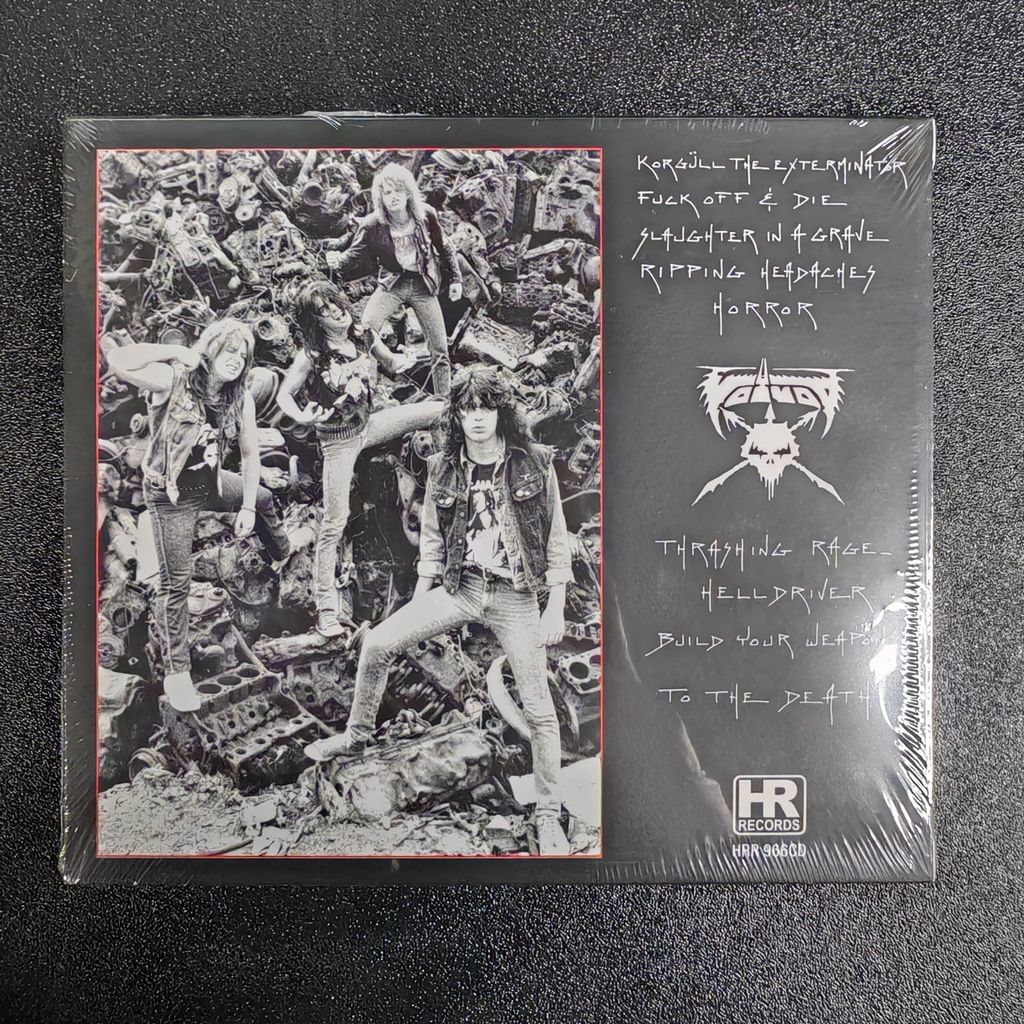 KORGÜLL THE EXTERMINATOR
FUCK OFF & DIE
SLAUGHTER IN A GRAVE
RIPPING HEADACHES
HORROR
VOIVOD
THRASHING RAGE
HELLDRIVER
BUILD YOUR WEAPONS
TO THE DEATH
HR
RECORDS
HRR 966CD